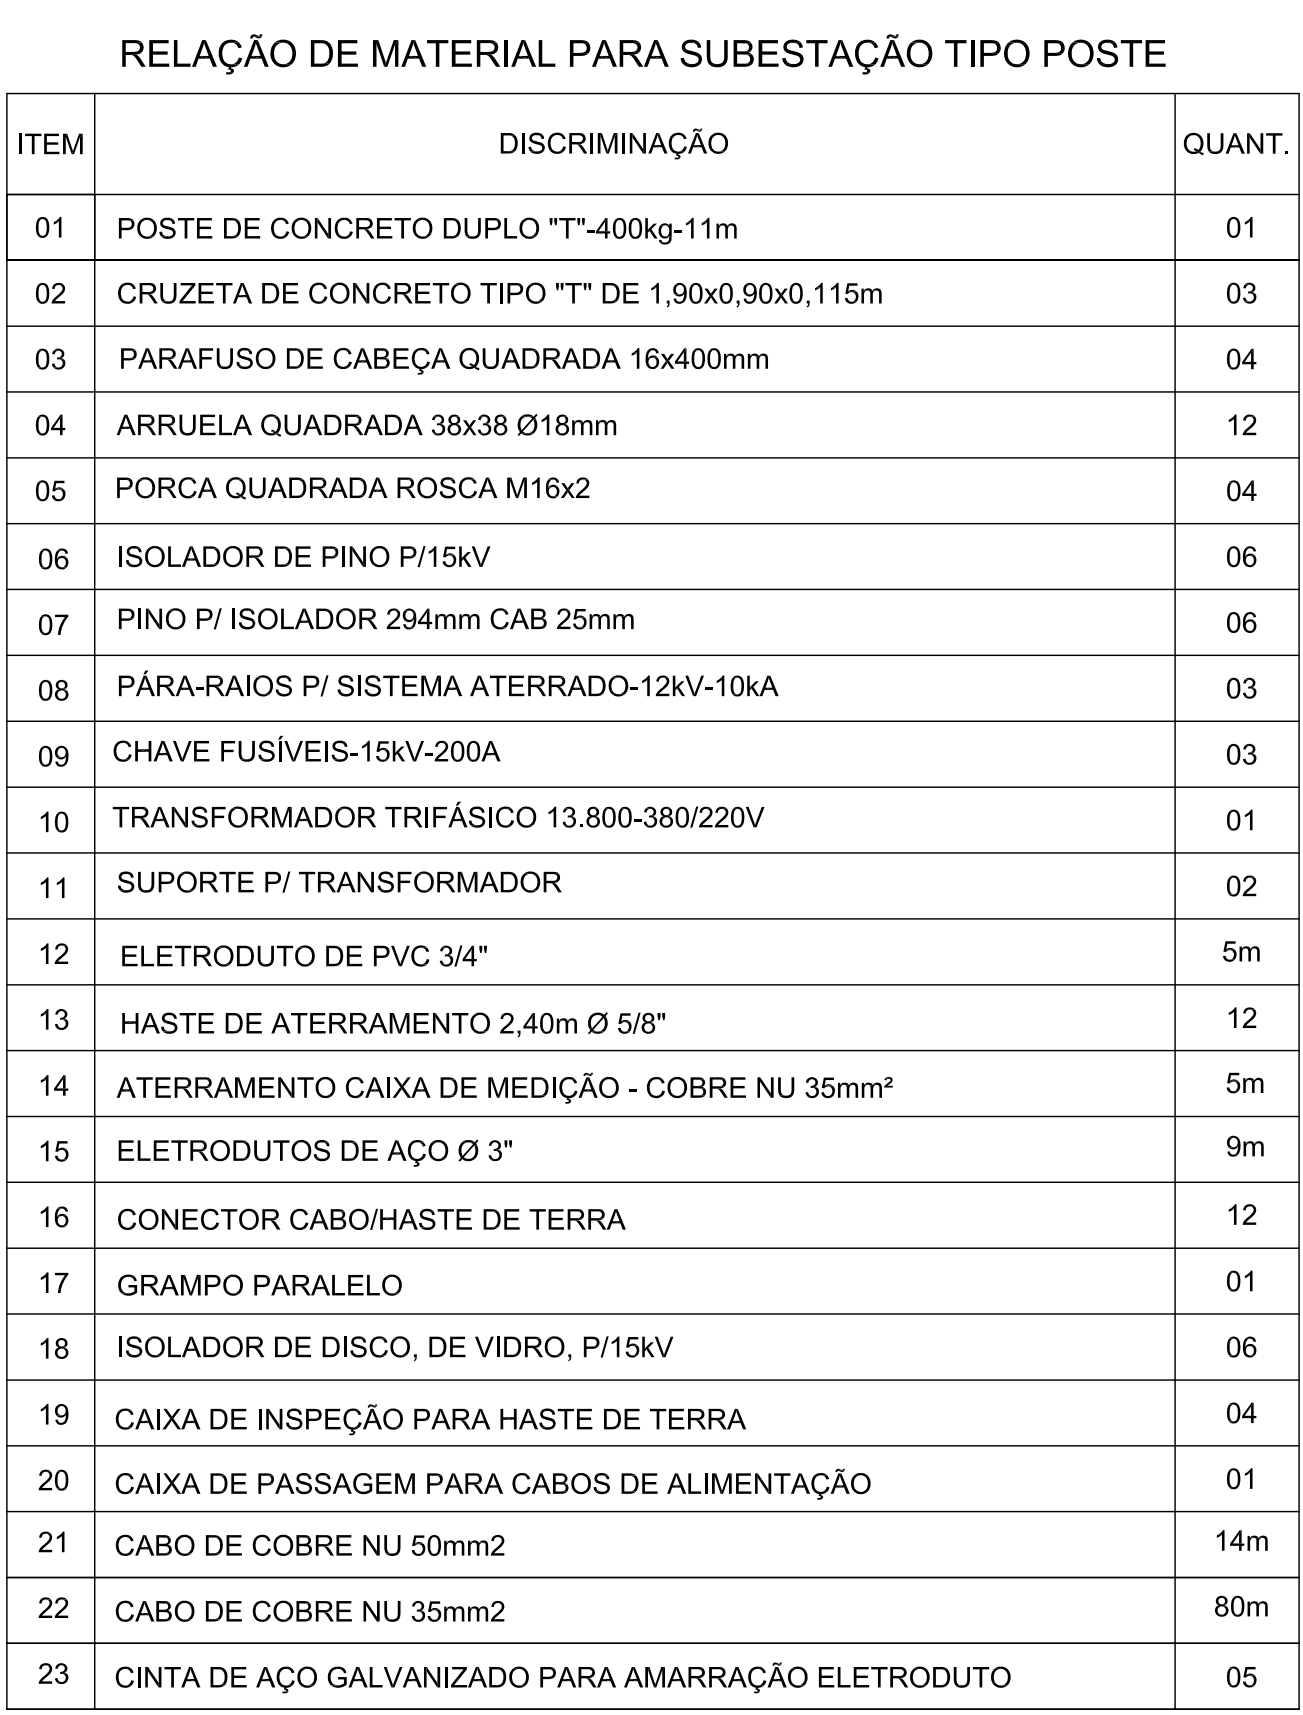 RELAÇÃO DE MATERIAL PARA SUBESTAÇÃO TIPO POSTE
ITEM DISCRIMINAÇÃO QUANT.
01 POSTE DE CONCRETO DUPLO "T"-400kg-11m 01
02 CRUZETA DE CONCRETO TIPO "T" DE 1,90x0,90x0,115m 03
03 PARAFUSO DE CABEÇA QUADRADA 16x400mm 04
04 ARRUELA QUADRADA 38x38 Ø18mm 12
05 PORCA QUADRADA ROSCA M16x2 04
06 ISOLADOR DE PINO P/15kV 06
07 PINO P/ ISOLADOR 294mm CAB 25mm 06
08 PÁRA-RAIOS P/ SISTEMA ATERRADO-12kV-10kA 03
09 CHAVE FUSÍVEIS-15kV-200A 03
10 TRANSFORMADOR TRIFÁSICO 13.800-380/220V 01
11 SUPORTE P/ TRANSFORMADOR 02
12 ELETRODUTO DE PVC 3/4" 5m
13 HASTE DE ATERRAMENTO 2,40m Ø 5/8" 12
14 ATERRAMENTO CAIXA DE MEDIÇÃO - COBRE NU 35mm² 5m
15 ELETRODUTOS DE AÇO Ø 3" 9m
16 CONECTOR CABO/HASTE DE TERRA 12
17 GRAMPO PARALELO 01
18 ISOLADOR DE DISCO, DE VIDRO, P/15kV 06
19 CAIXA DE INSPEÇÃO PARA HASTE DE TERRA 04
20 CAIXA DE PASSAGEM PARA CABOS DE ALIMENTAÇÃO 01
21 CABO DE COBRE NU 50mm2 14m
22 CABO DE COBRE NU 35mm2 80m
23 CINTA DE AÇO GALVANIZADO PARA AMARRAÇÃO ELETRODUTO 05